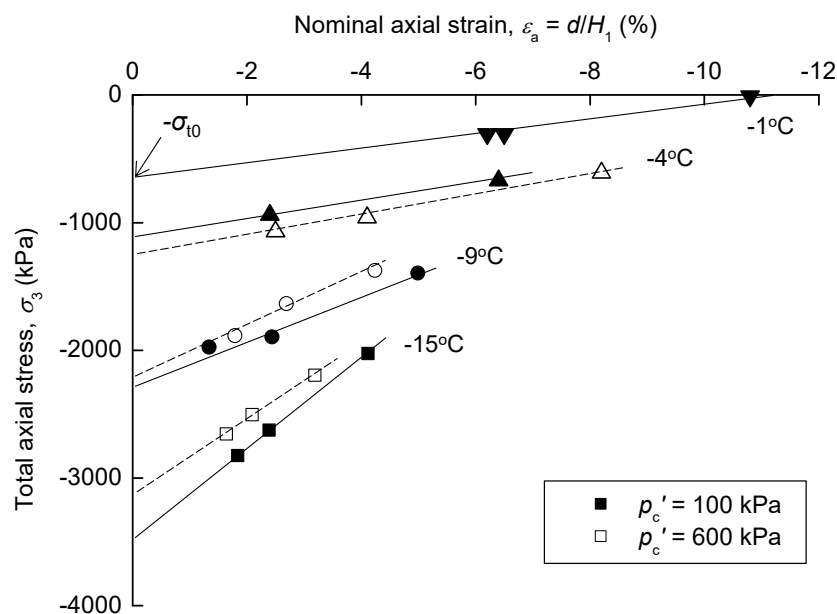 Nominal axial strain, εa = d/H1 (%)
0 -2 -4 -6 -8 -10 -12
0
-σt0
-1°C
-4°C
-1000
-9°C
-2000
-15°C
-3000
-4000
Total axial stress, σ3 (kPa)
pc′ = 100 kPa
pc′ = 600 kPa